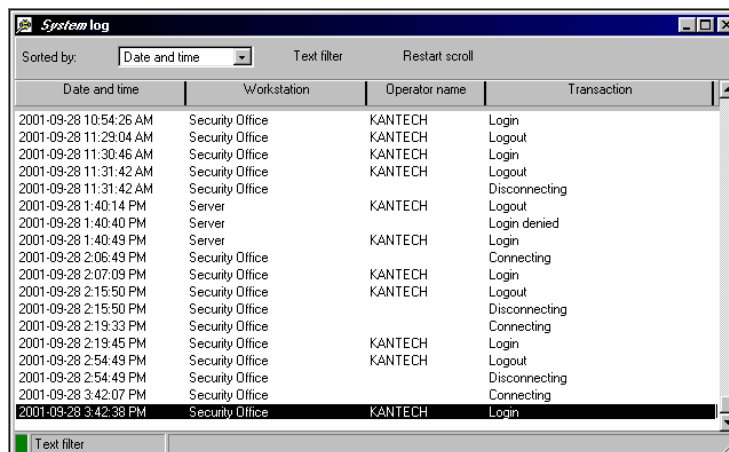 System log
Sorted by: Date and time Text filter Restart scroll
Date and time Workstation Operator name Transaction
2001-09-28 10:54:26 AM Security Office KANTECH Login
2001-09-28 11:29:04 AM Security Office KANTECH Logout
2001-09-28 11:30:46 AM Security Office KANTECH Login
2001-09-28 11:31:42 AM Security Office KANTECH Logout
2001-09-28 11:31:42 AM Security Office Disconnecting
2001-09-28 1:40:14 PM Server KANTECH Logout
2001-09-28 1:40:40 PM Server Login denied
2001-09-28 1:40:49 PM Server KANTECH Login
2001-09-28 2:06:49 PM Security Office Connecting
2001-09-28 2:07:09 PM Security Office KANTECH Login
2001-09-28 2:15:50 PM Security Office KANTECH Logout
2001-09-28 2:15:50 PM Security Office Disconnecting
2001-09-28 2:19:33 PM Security Office Connecting
2001-09-28 2:19:45 PM Security Office KANTECH Login
2001-09-28 2:54:49 PM Security Office KANTECH Logout
2001-09-28 2:54:49 PM Security Office Disconnecting
2001-09-28 3:42:07 PM Security Office Connecting
2001-09-28 3:42:38 PM Security Office KANTECH Login
Text filter